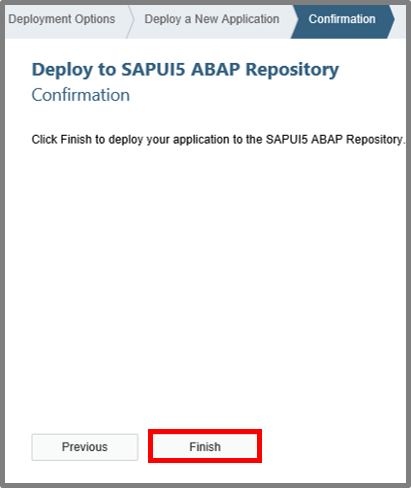 Deployment Options
Deploy a New Application
Confirmation
Deploy to SAPUI5 ABAP Repository
Confirmation
Click Finish to deploy your application to the SAPUI5 ABAP Repository.
Previous
Finish